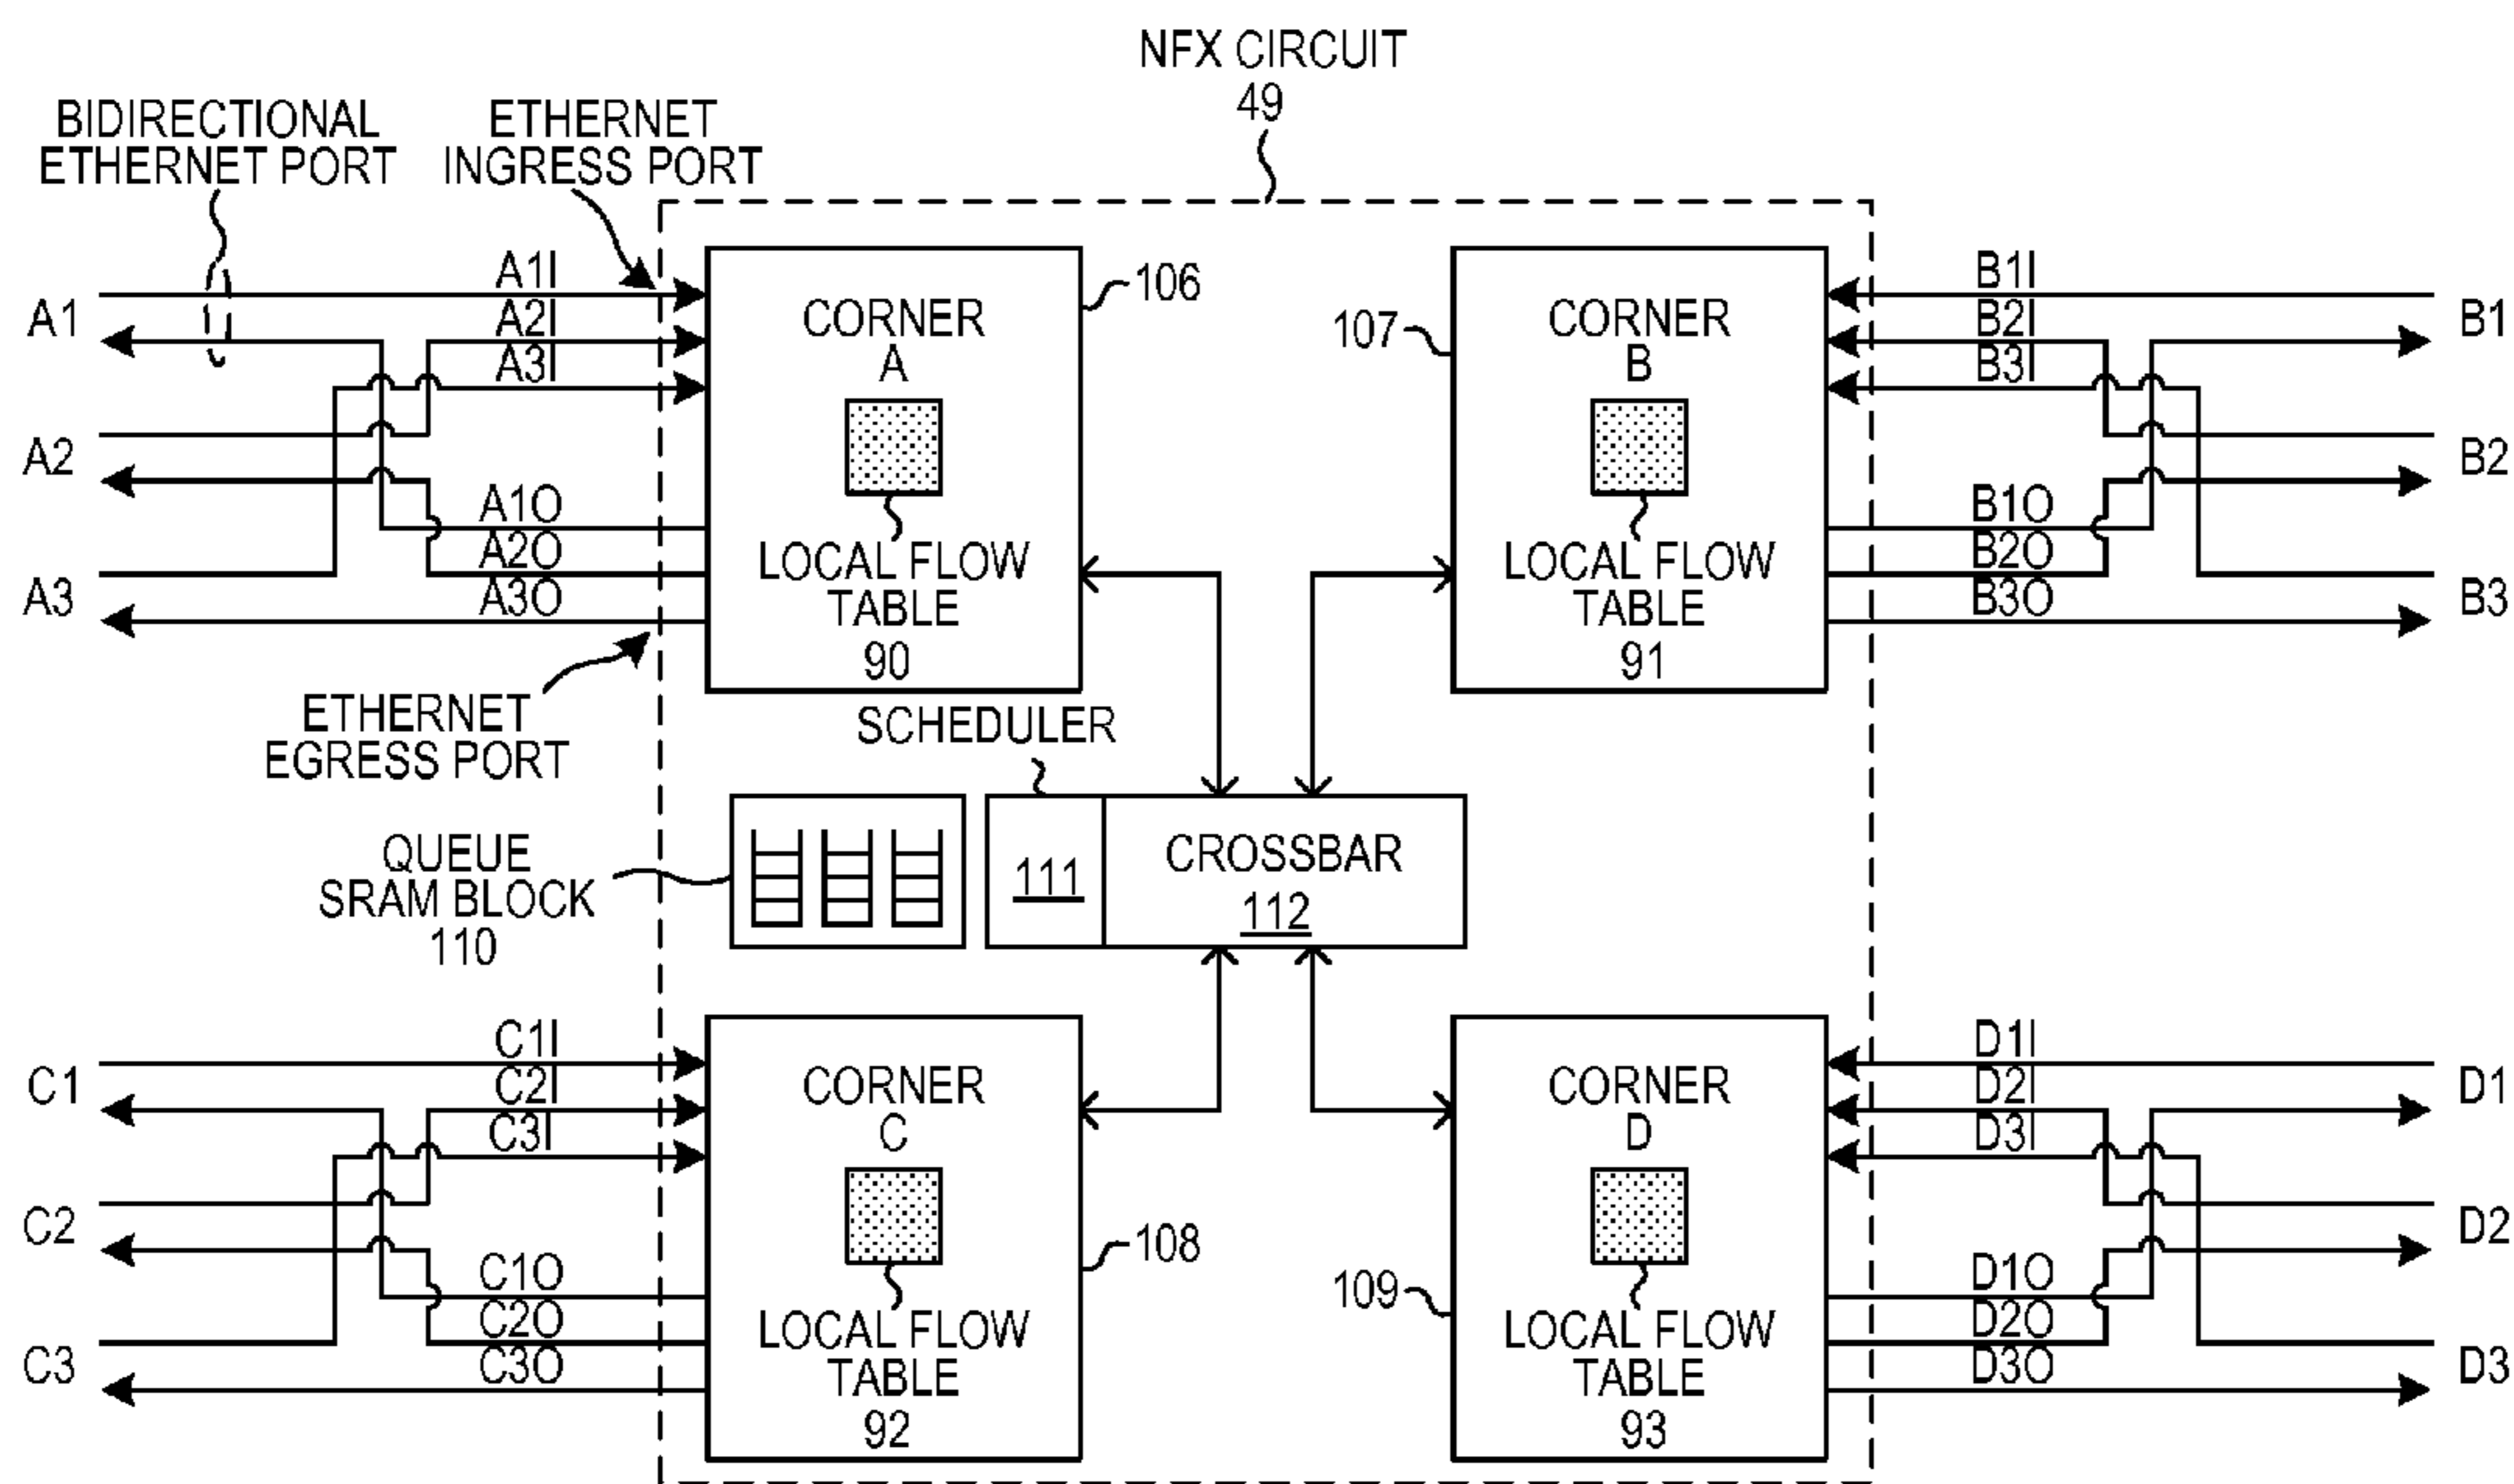 NFX CIRCUIT
49
BIDIRECTIONAL
ETHERNET PORT
ETHERNET
INGRESS PORT
A1
A2
A3
A1I
A2I
A3I
A1O
A2O
A3O
CORNER
A
LOCAL FLOW
TABLE
90
106
107
CORNER
B
LOCAL FLOW
TABLE
91
B1I
B2I
B3I
B1O
B2O
B3O
B1
B2
B3
ETHERNET
EGRESS PORT
SCHEDULER
QUEUE
SRAM BLOCK
110
111
CROSSBAR
112
C1
C2
C3
C1I
C2I
C3I
C1O
C2O
C3O
CORNER
C
LOCAL FLOW
TABLE
92
108
109
CORNER
D
LOCAL FLOW
TABLE
93
D1I
D2I
D3I
D1O
D2O
D3O
D1
D2
D3